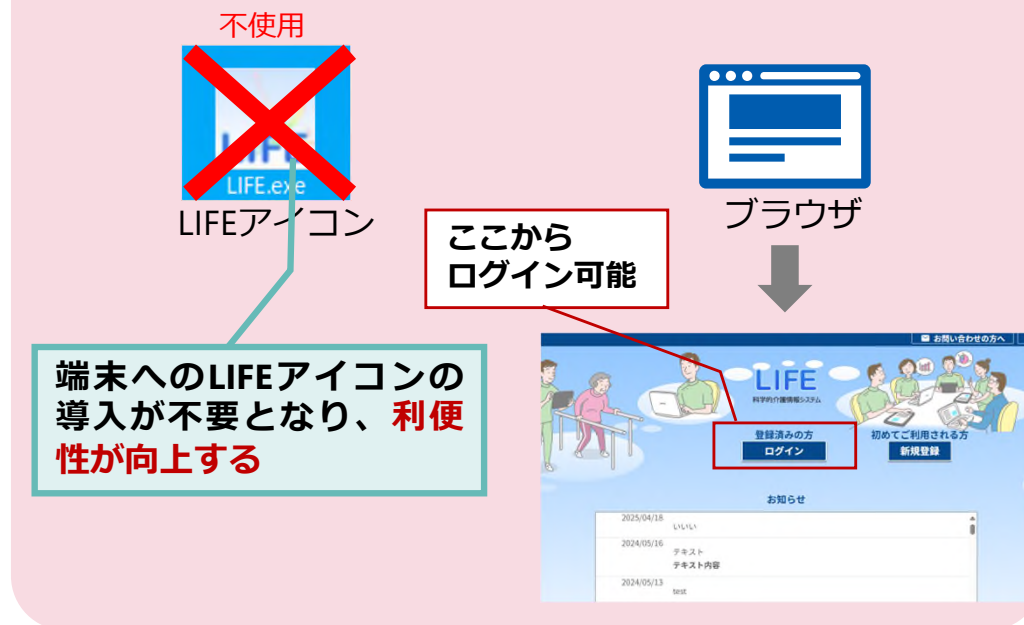 不使用
LIFE
LIFE.exe
LIFEアイコン
ブラウザ
ここから
ログイン可能
端末へのLIFEアイコンの
導入が不要となり、利便
性が向上する
お問い合わせの方へ
LIFE
科学的介護情報システム
登録済みの方
ログイン
初めてご利用される方
新規登録
お知らせ
2025/04/18
いいい
2024/05/16
テキスト
テキスト内容
2024/05/13
test